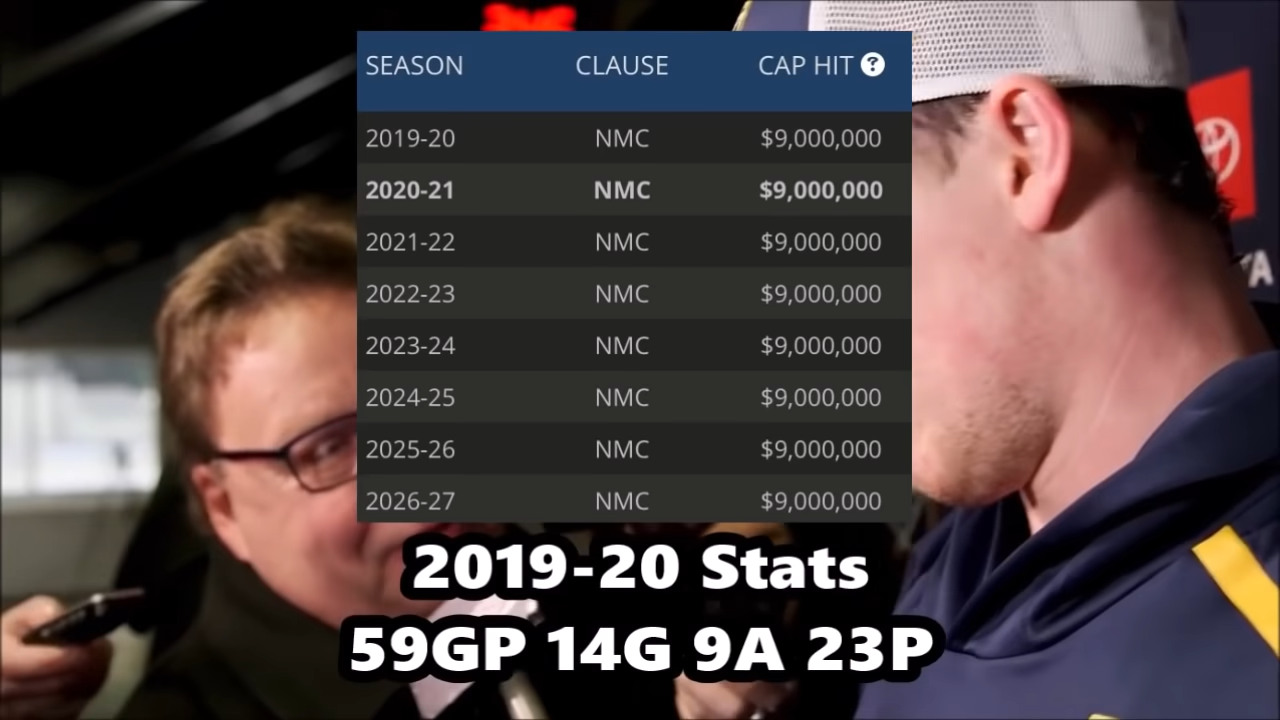 SEASON CLAUSE CAP HIT ?
2019-20 NMC $9,000,000
2020-21 NMC $9,000,000
2021-22 NMC $9,000,000
2022-23 NMC $9,000,000
2023-24 NMC $9,000,000
2024-25 NMC $9,000,000
2025-26 NMC $9,000,000
2026-27 NMC $9,000,000
2019-20 Stats
59GP 14G 9A 23P